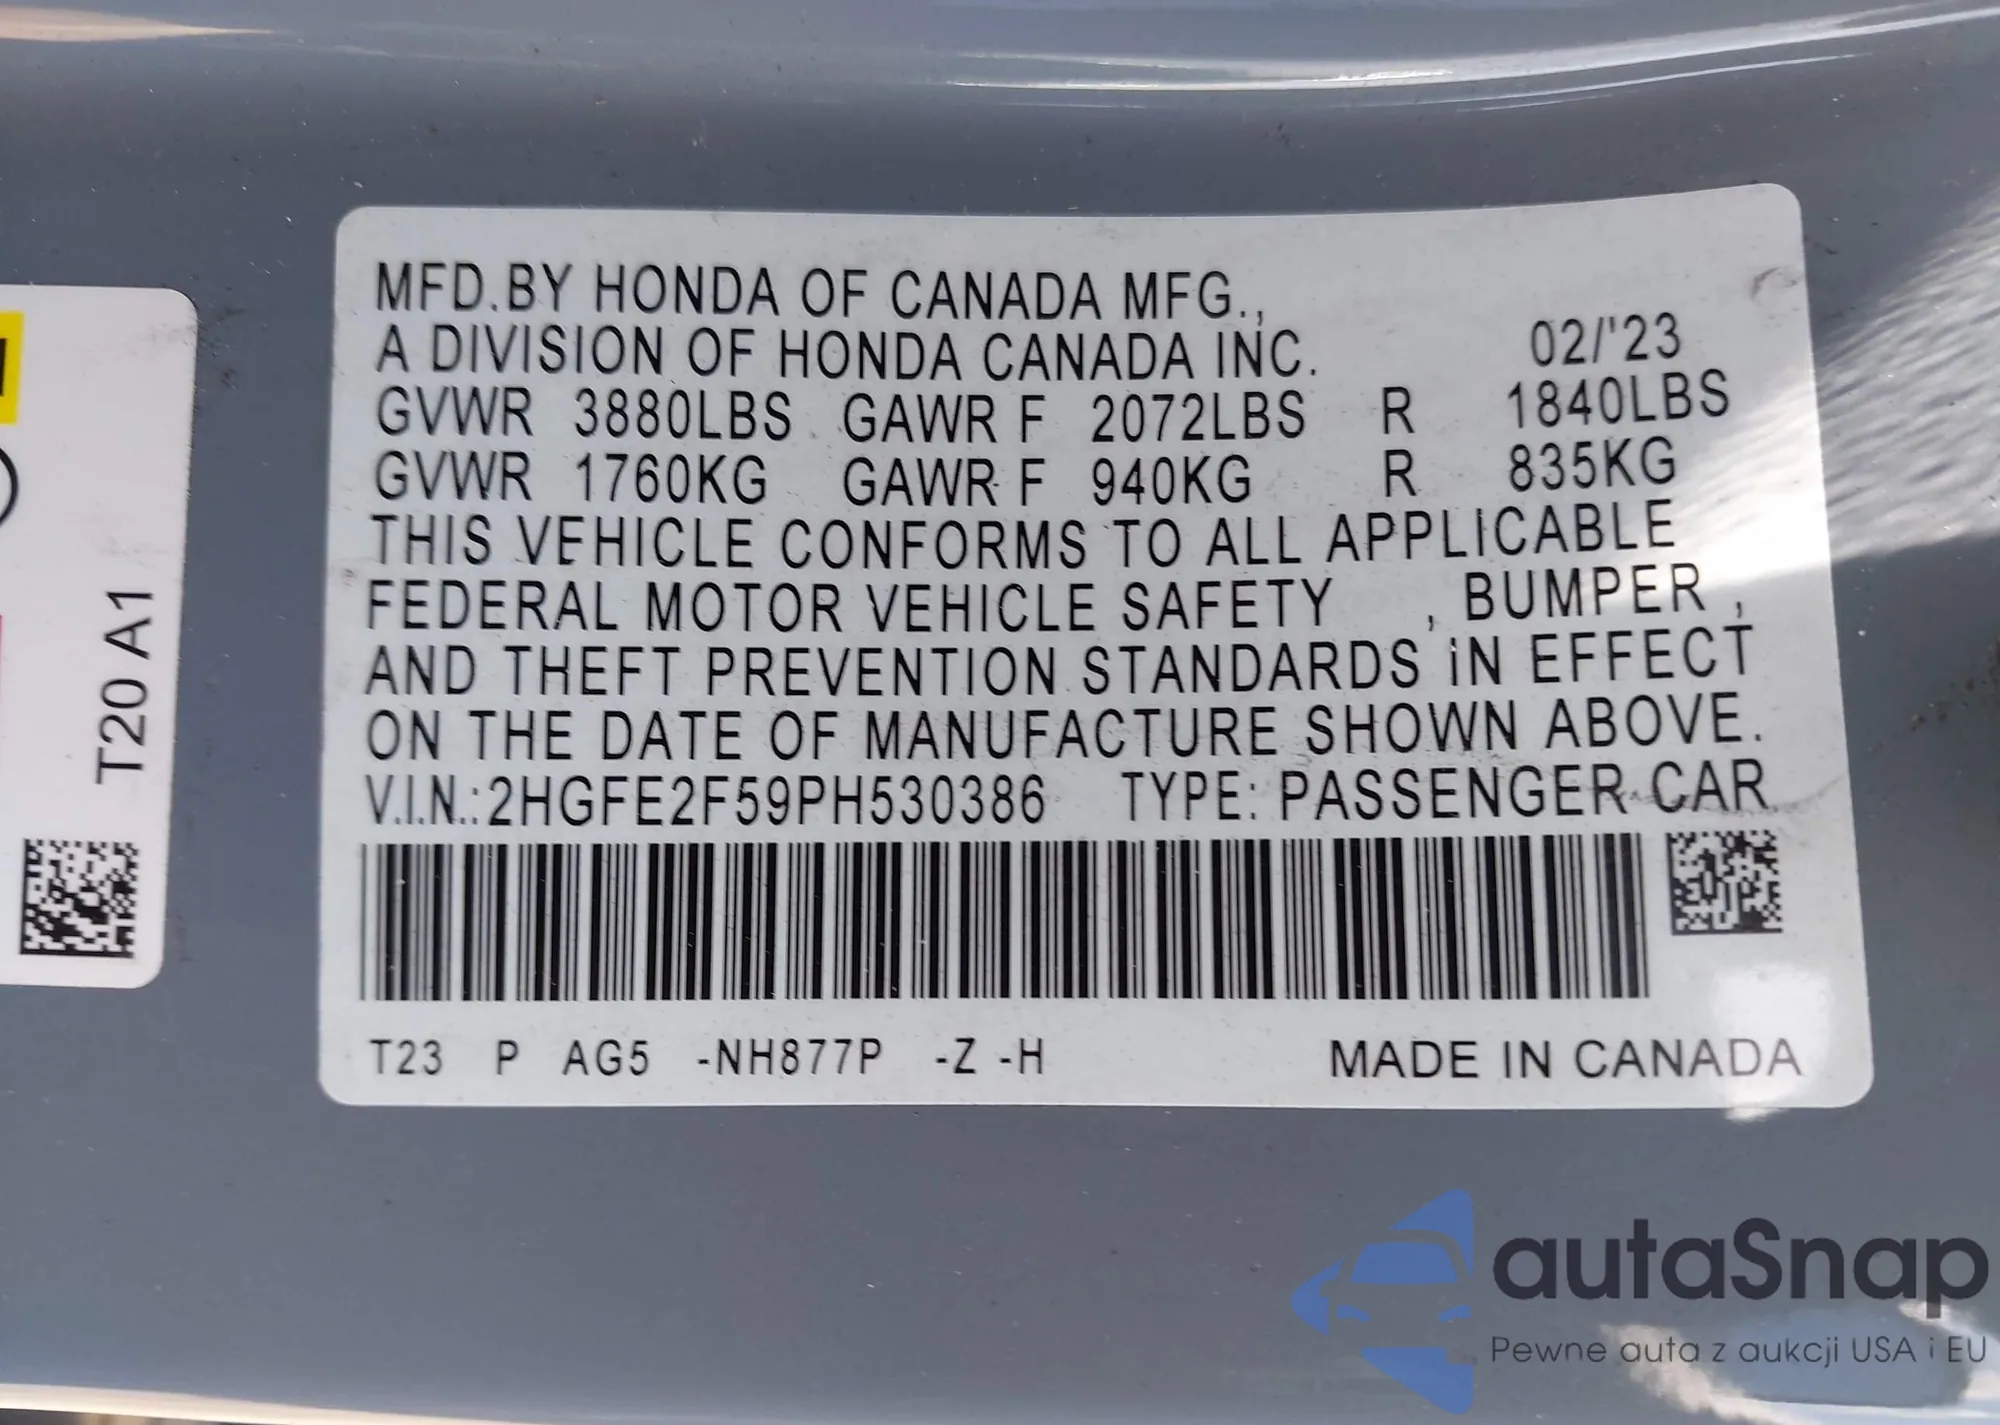 MFD.BY HONDA OF CANADA MFG.,
A DIVISION OF HONDA CANADA INC. 02/'23
GVWR 3880LBS GAWR F 2072LBS R 1840LBS
GVWR 1760KG GAWR F 940KG R 835KG
THIS VEHICLE CONFORMS TO ALL APPLICABLE
FEDERAL MOTOR VEHICLE SAFETY , BUMPER ,
AND THEFT PREVENTION STANDARDS IN EFFECT
ON THE DATE OF MANUFACTURE SHOWN ABOVE.
V.I.N.:2HGFE2F59PH530386 TYPE: PASSENGER CAR
T23 P AG5 -NH877P -Z -H MADE IN CANADA
T20 A1
autaSnap
Pewne auta z aukcji USA i EU